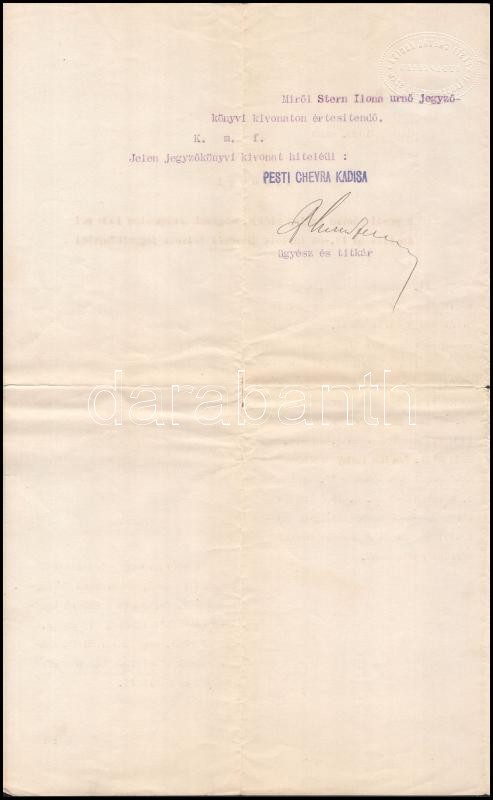 Miről Stern Ilona urnő jegyző-
könyvi kivonaton értesitendő.
K. m. f.
Jelen jegyzőkönyvi kivonat hiteléül :
PESTI CHEVRA KADISA
ügyész és titkár
darabanth